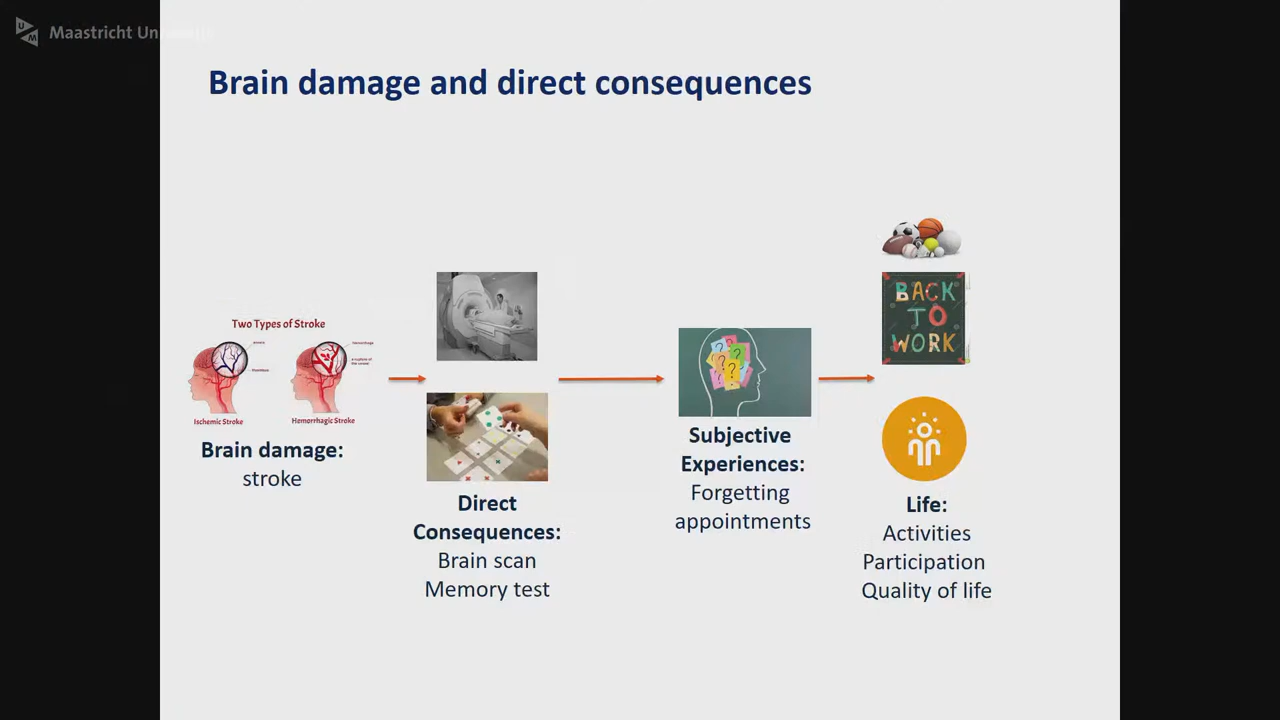 Maastricht University
Brain damage and direct consequences
Two Types of Stroke
Ischemic Stroke
Hemorrhagic Stroke
Brain damage:
stroke
Direct
Consequences:
Brain scan
Memory test
Subjective
Experiences:
Forgetting
appointments
BACK
TO
WORK
Life:
Activities
Participation
Quality of life